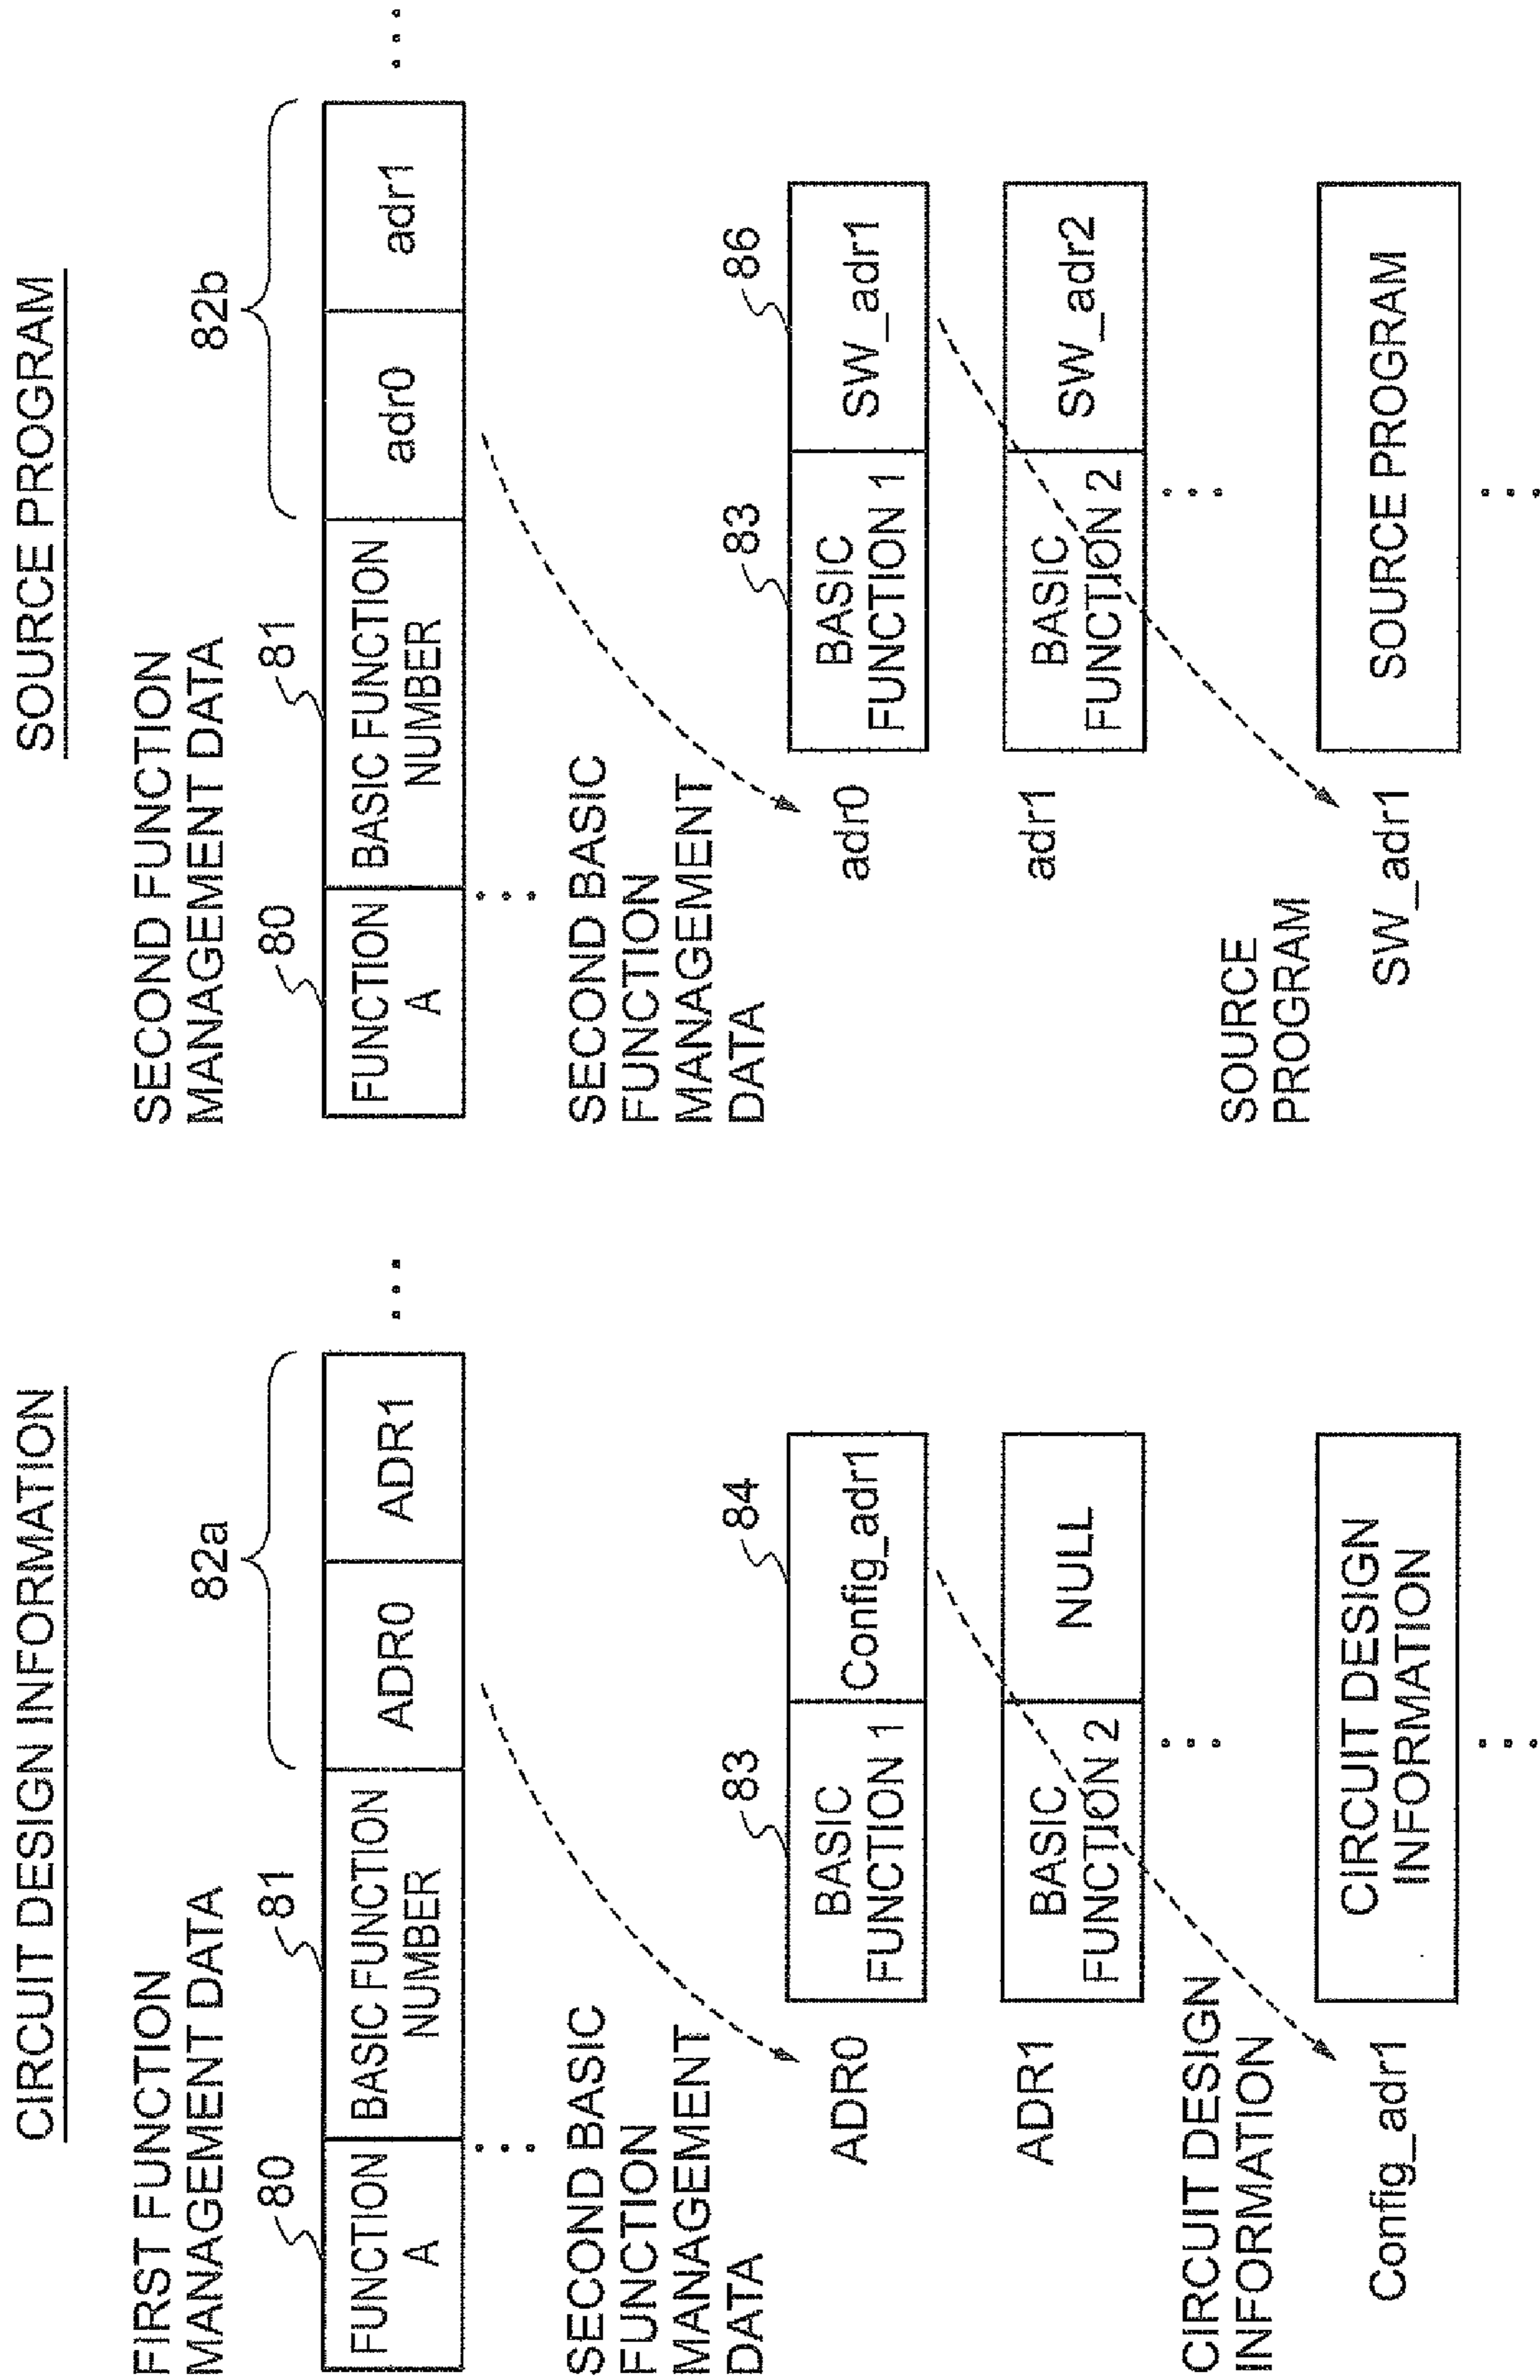 CIRCUIT DESIGN INFORMATION
FIRST FUNCTION
MANAGEMENT DATA
80
81
82a
FUNCTION
A
BASIC FUNCTION
NUMBER
ADR0
ADR1
...
...
SECOND BASIC
FUNCTION
MANAGEMENT
DATA
83
84
ADR0
BASIC
FUNCTION 1
Config_adr1
ADR1
BASIC
FUNCTION 2
NULL
...
CIRCUIT DESIGN
INFORMATION
Config_adr1
CIRCUIT DESIGN
INFORMATION
...
SOURCE PROGRAM
SECOND FUNCTION
MANAGEMENT DATA
80
81
82b
FUNCTION
A
BASIC FUNCTION
NUMBER
adr0
adr1
...
...
SECOND BASIC
FUNCTION
MANAGEMENT
DATA
83
86
adr0
BASIC
FUNCTION 1
SW_adr1
adr1
BASIC
FUNCTION 2
SW_adr2
...
SOURCE
PROGRAM
SW_adr1
SOURCE PROGRAM
...